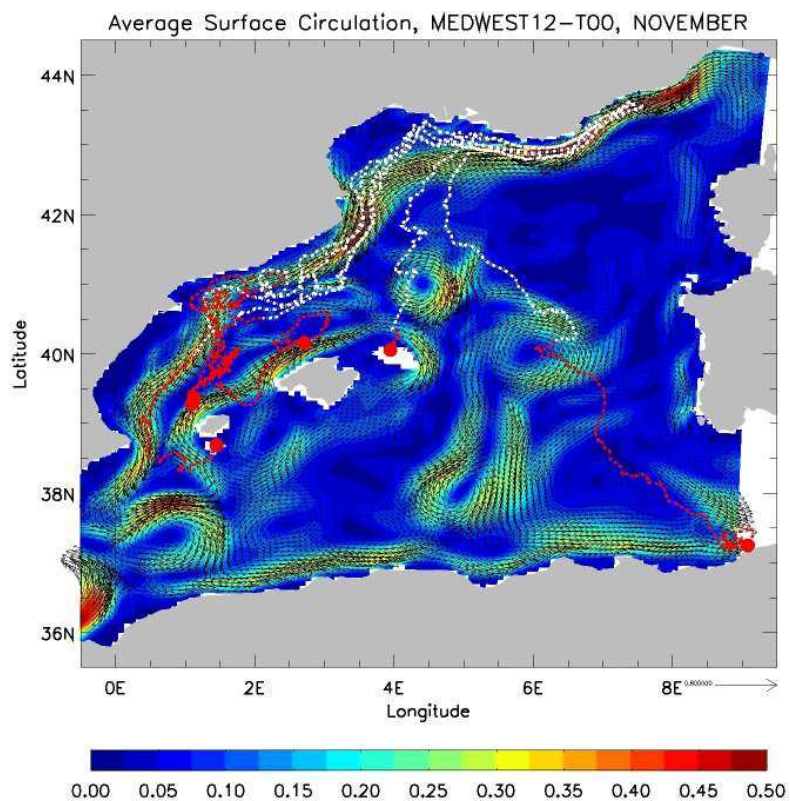 Average Surface Circulation, MEDWEST12-T00, NOVEMBER
44N
42N
40N
38N
36N
Latitude
0E 2E 4E 6E 8E
Longitude
0.00 0.05 0.10 0.15 0.20 0.25 0.30 0.35 0.40 0.45 0.50